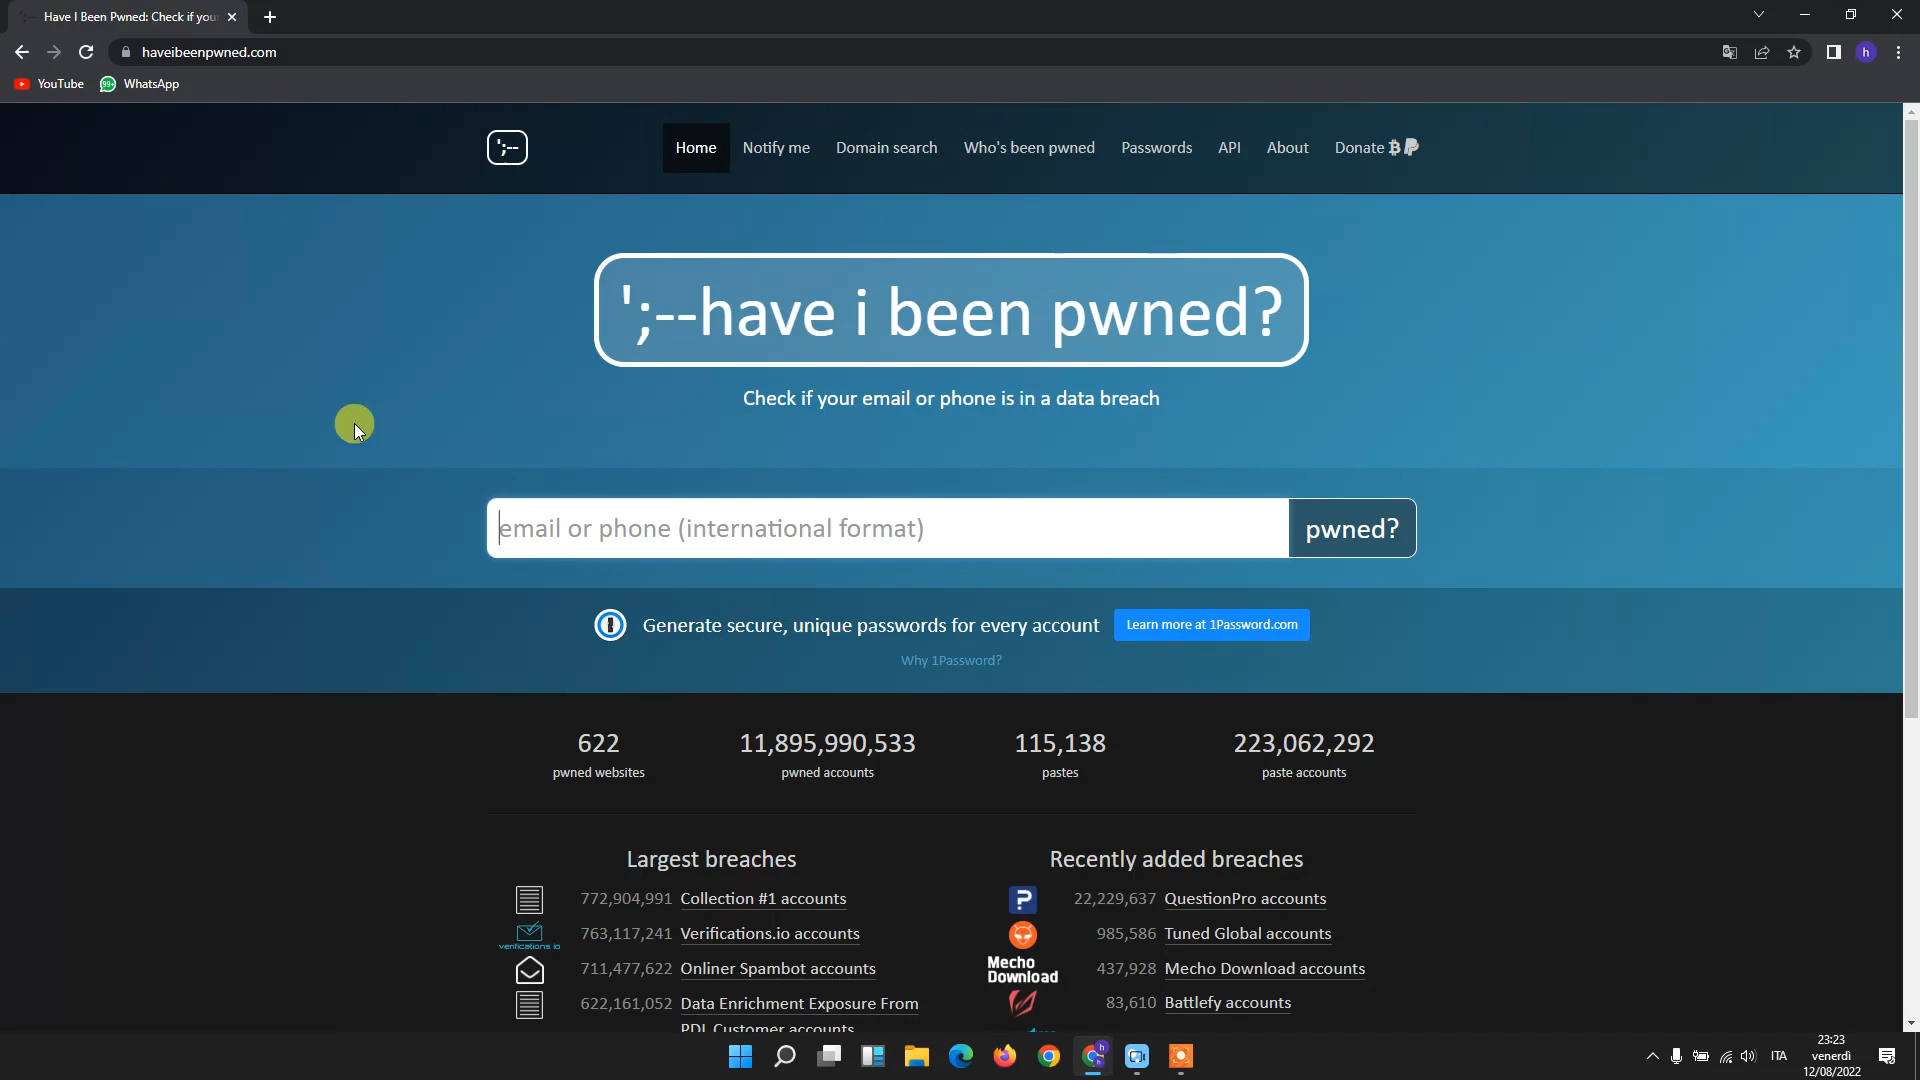 Have I Been Pwned: Check if you
haveibeenpwned.com
h
YouTube
99+
WhatsApp
';--
Home
Notify me
Domain search
Who's been pwned
Passwords
API
About
Donate
';--have i been pwned?
Check if your email or phone is in a data breach
email or phone (international format)
pwned?
Generate secure, unique passwords for every account
Learn more at 1Password.com
Why 1Password?
622
11,895,990,533
115,138
223,062,292
pwned websites
pwned accounts
pastes
paste accounts
Largest breaches
772,904,991 Collection #1 accounts
verifications io
763,117,241 Verifications.io accounts
711,477,622 Onliner Spambot accounts
622,161,052 Data Enrichment Exposure From
PDL Customer accounts
Recently added breaches
22,229,637 QuestionPro accounts
985,586 Tuned Global accounts
Mecho
Download
437,928 Mecho Download accounts
83,610 Battlefy accounts
h
ITA
23:23
venerdì
12/08/2022